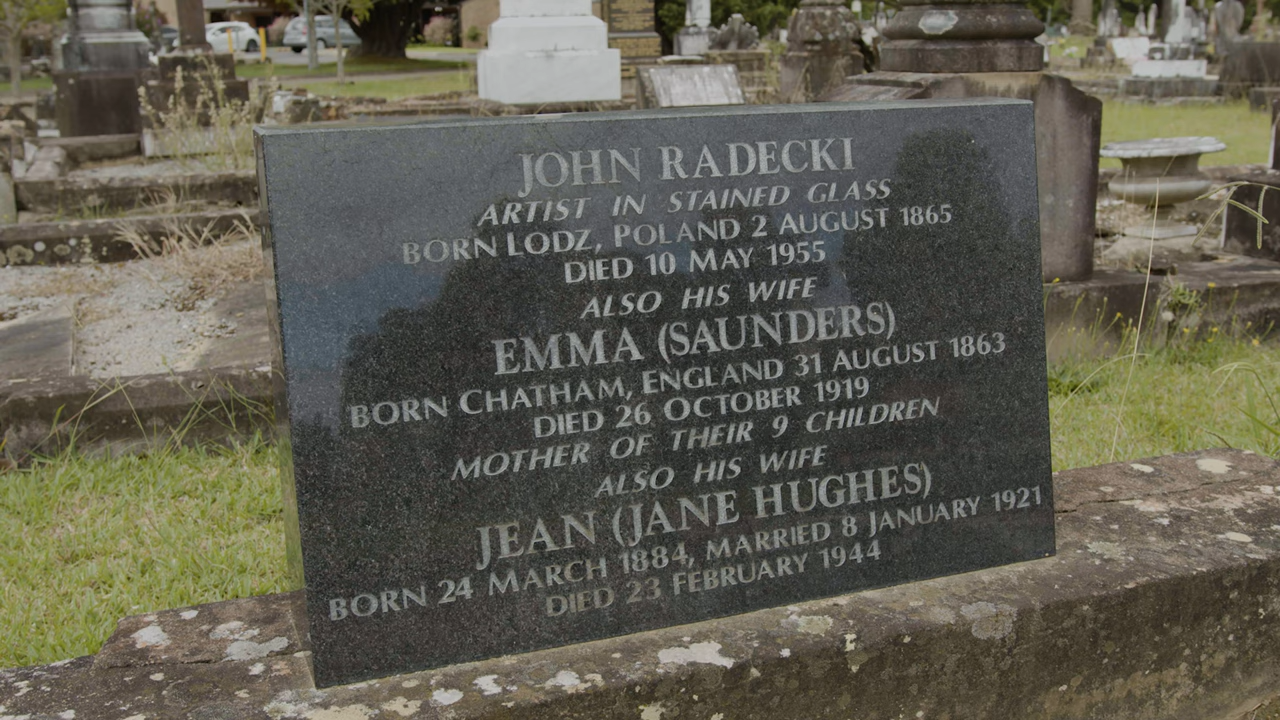 JOHN RADECKI
ARTIST IN STAINED GLASS
BORN LODZ, POLAND 2 AUGUST 1865
DIED 10 MAY 1955
ALSO HIS WIFE
EMMA (SAUNDERS)
BORN CHATHAM, ENGLAND 31 AUGUST 1863
DIED 26 OCTOBER 1919
MOTHER OF THEIR 9 CHILDREN
ALSO HIS WIFE
JEAN (JANE HUGHES)
BORN 24 MARCH 1884, MARRIED 8 JANUARY 1921
DIED 23 FEBRUARY 1944